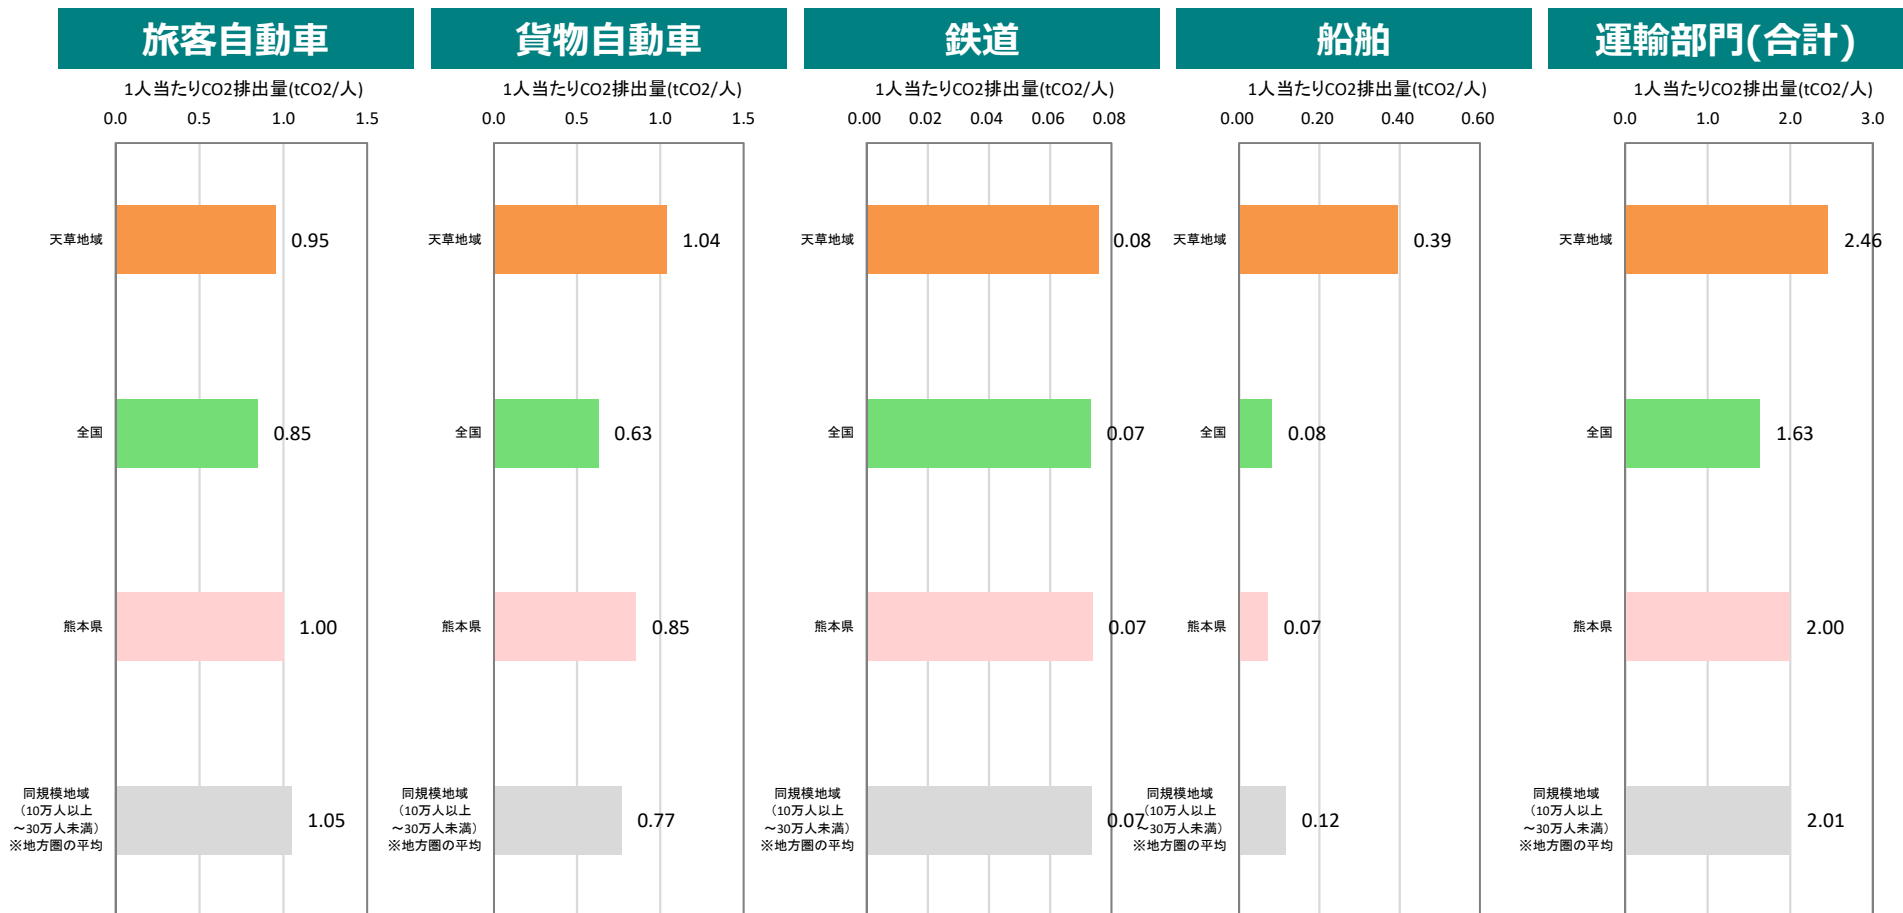 旅客自動車
1人当たりCO2排出量(tCO2/人)
0.0 0.5 1.0 1.5
天草地域 0.95
全国 0.85
熊本県 1.00
同規模地域
（10万人以上
～30万人未満） 1.05
※地方圏の平均
貨物自動車
1人当たりCO2排出量(tCO2/人)
0.0 0.5 1.0 1.5
天草地域 1.04
全国 0.63
熊本県 0.85
同規模地域
（10万人以上
～30万人未満） 0.77
※地方圏の平均
鉄道
1人当たりCO2排出量(tCO2/人)
0.00 0.02 0.04 0.06 0.08
天草地域 0.08
全国 0.07
熊本県 0.07
同規模地域
（10万人以上
～30万人未満） 0.07
※地方圏の平均
船舶
1人当たりCO2排出量(tCO2/人)
0.00 0.20 0.40 0.60
天草地域 0.39
全国 0.08
熊本県 0.07
同規模地域
（10万人以上
～30万人未満） 0.12
※地方圏の平均
運輸部門(合計)
1人当たりCO2排出量(tCO2/人)
0.0 1.0 2.0 3.0
天草地域 2.46
全国 1.63
熊本県 2.00
同規模地域
（10万人以上
～30万人未満） 2.01
※地方圏の平均